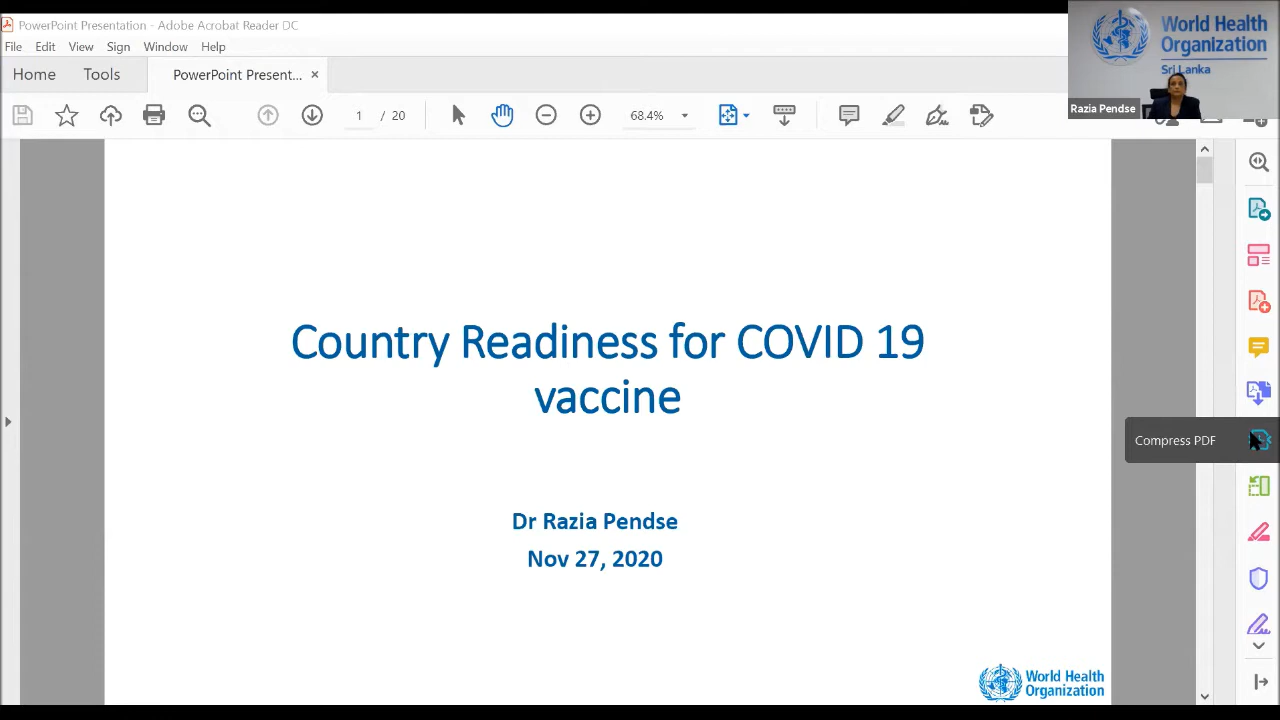 PowerPoint Presentation - Adobe Acrobat Reader DC
File Edit View Sign Window Help
Home Tools PowerPoint Present... ×
1 / 20 68.4%
World Health
Organization
Sri Lanka
Razia Pendse
Country Readiness for COVID 19
vaccine
Compress PDF
Dr Razia Pendse
Nov 27, 2020
World Health
Organization